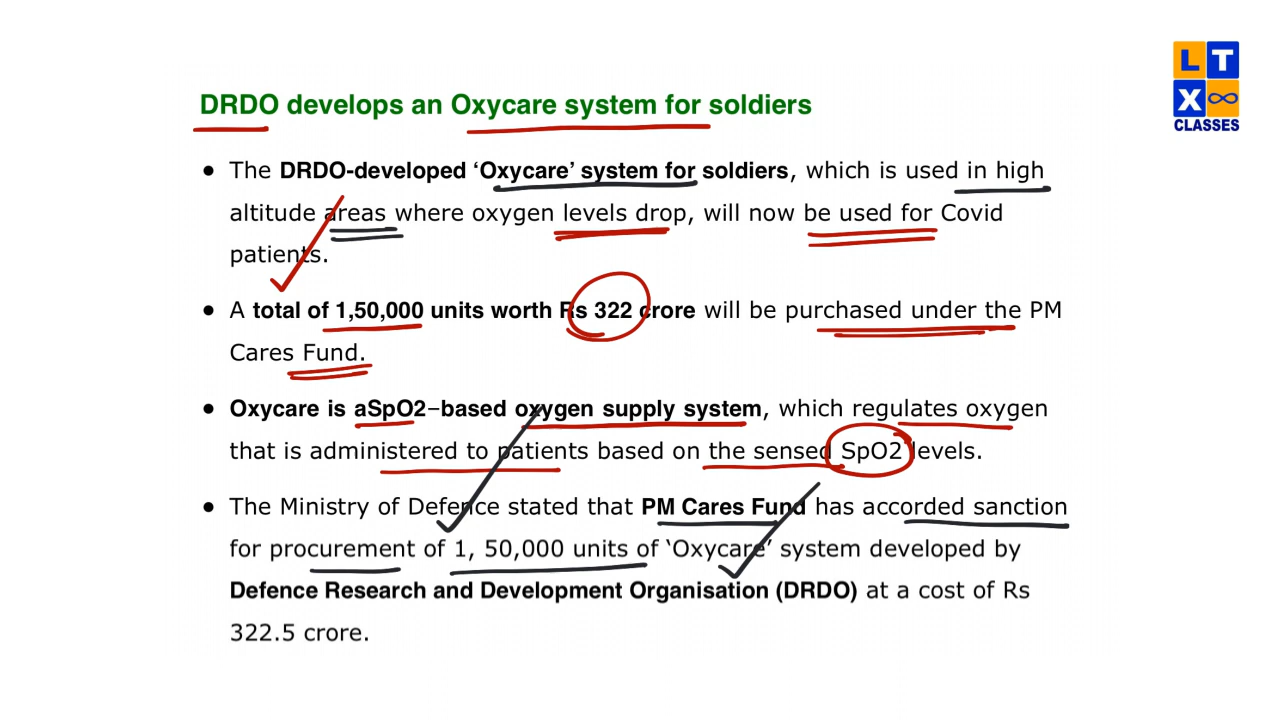 L T
X ∞
CLASSES
DRDO develops an Oxycare system for soldiers
● The DRDO-developed ‘Oxycare’ system for soldiers, which is used in high
altitude areas where oxygen levels drop, will now be used for Covid
patients.
● A total of 1,50,000 units worth Rs 322 crore will be purchased under the PM
Cares Fund.
● Oxycare is aSpO2–based oxygen supply system, which regulates oxygen
that is administered to patients based on the sensed SpO2 levels.
● The Ministry of Defence stated that PM Cares Fund has accorded sanction
for procurement of 1, 50,000 units of ‘Oxycare’ system developed by
Defence Research and Development Organisation (DRDO) at a cost of Rs
322.5 crore.